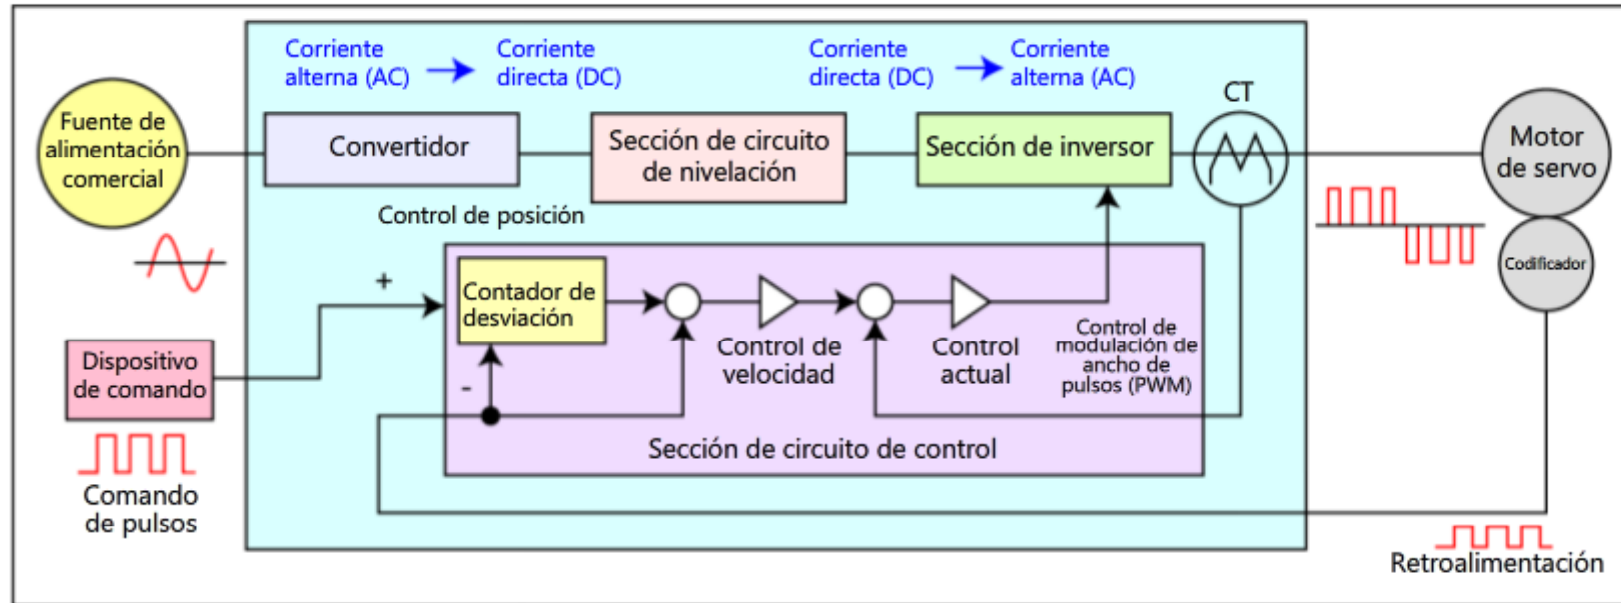 Corriente
alterna (AC)
Corriente
directa (DC)
Corriente
directa (DC)
Corriente
alterna (AC)
CT
Fuente de
alimentación
comercial
Convertidor
Sección de circuito
de nivelación
Sección de inversor
Motor
de servo
Control de posición
Codificador
+
Contador de
desviación
Dispositivo
de comando
-
Control de
velocidad
Control
actual
Control de
modulación de
ancho de
pulsos (PWM)
Sección de circuito de control
Comando
de pulsos
Retroalimentación